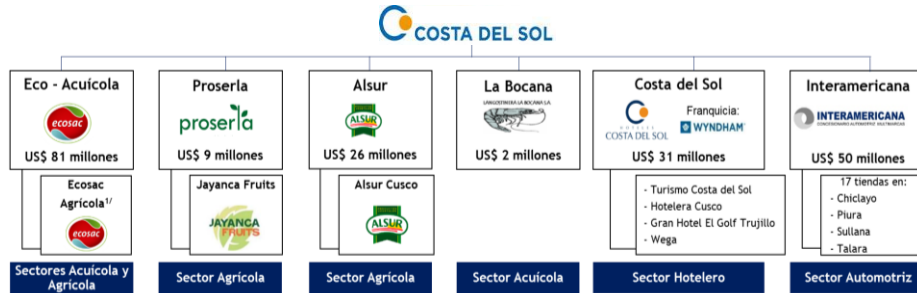 COSTA DEL SOL
Eco - Acuícola
ecosac
US$ 81 millones
Ecosac
Agrícola1/
ecosac
Sectores Acuícola y
Agrícola
Proserla
proserla
US$ 9 millones
Jayanca Fruits
JAYANCA
FRUITS
Sector Agrícola
Alsur
ALSUR
US$ 26 millones
Alsur Cusco
ALSUR
Sector Agrícola
La Bocana
LANGOSTINERA LA BOCANA S.A.
US$ 2 millones
Sector Acuícola
Costa del Sol
HOTELES
COSTA DEL SOL
Franquicia:
WYNDHAM
US$ 31 millones
- Turismo Costa del Sol
- Hotelera Cusco
- Gran Hotel El Golf Trujillo
- Wega
Sector Hotelero
Interamericana
INTERAMERICANA
CONCESIONARIO AUTOMOTRIZ MULTIMARCAS
US$ 50 millones
17 tiendas en:
- Chiclayo
- Piura
- Sullana
- Talara
Sector Automotriz